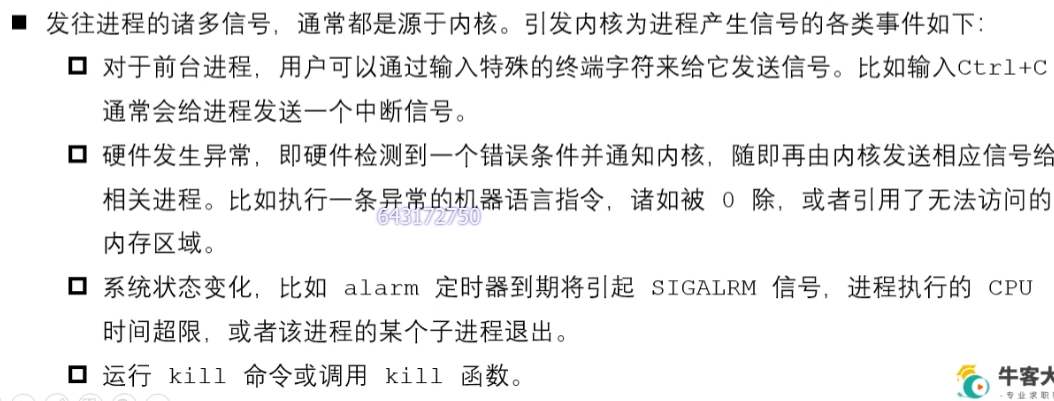 ■ 发往进程的诸多信号，通常都是源于内核。引发内核为进程产生信号的各类事件如下：
对于前台进程，用户可以通过输入特殊的终端字符来给它发送信号。比如输入Ctrl+C
通常会给进程发送一个中断信号。
硬件发生异常，即硬件检测到一个错误条件并通知内核，随即再由内核发送相应信号给
相关进程。比如执行一条异常的机器语言指令，诸如被 0 除，或者引用了无法访问的
643172750
内存区域。
系统状态变化，比如 alarm 定时器到期将引起 SIGALRM 信号，进程执行的 CPU
时间超限，或者该进程的某个子进程退出。
运行 kill 命令或调用 kill 函数。
牛客大